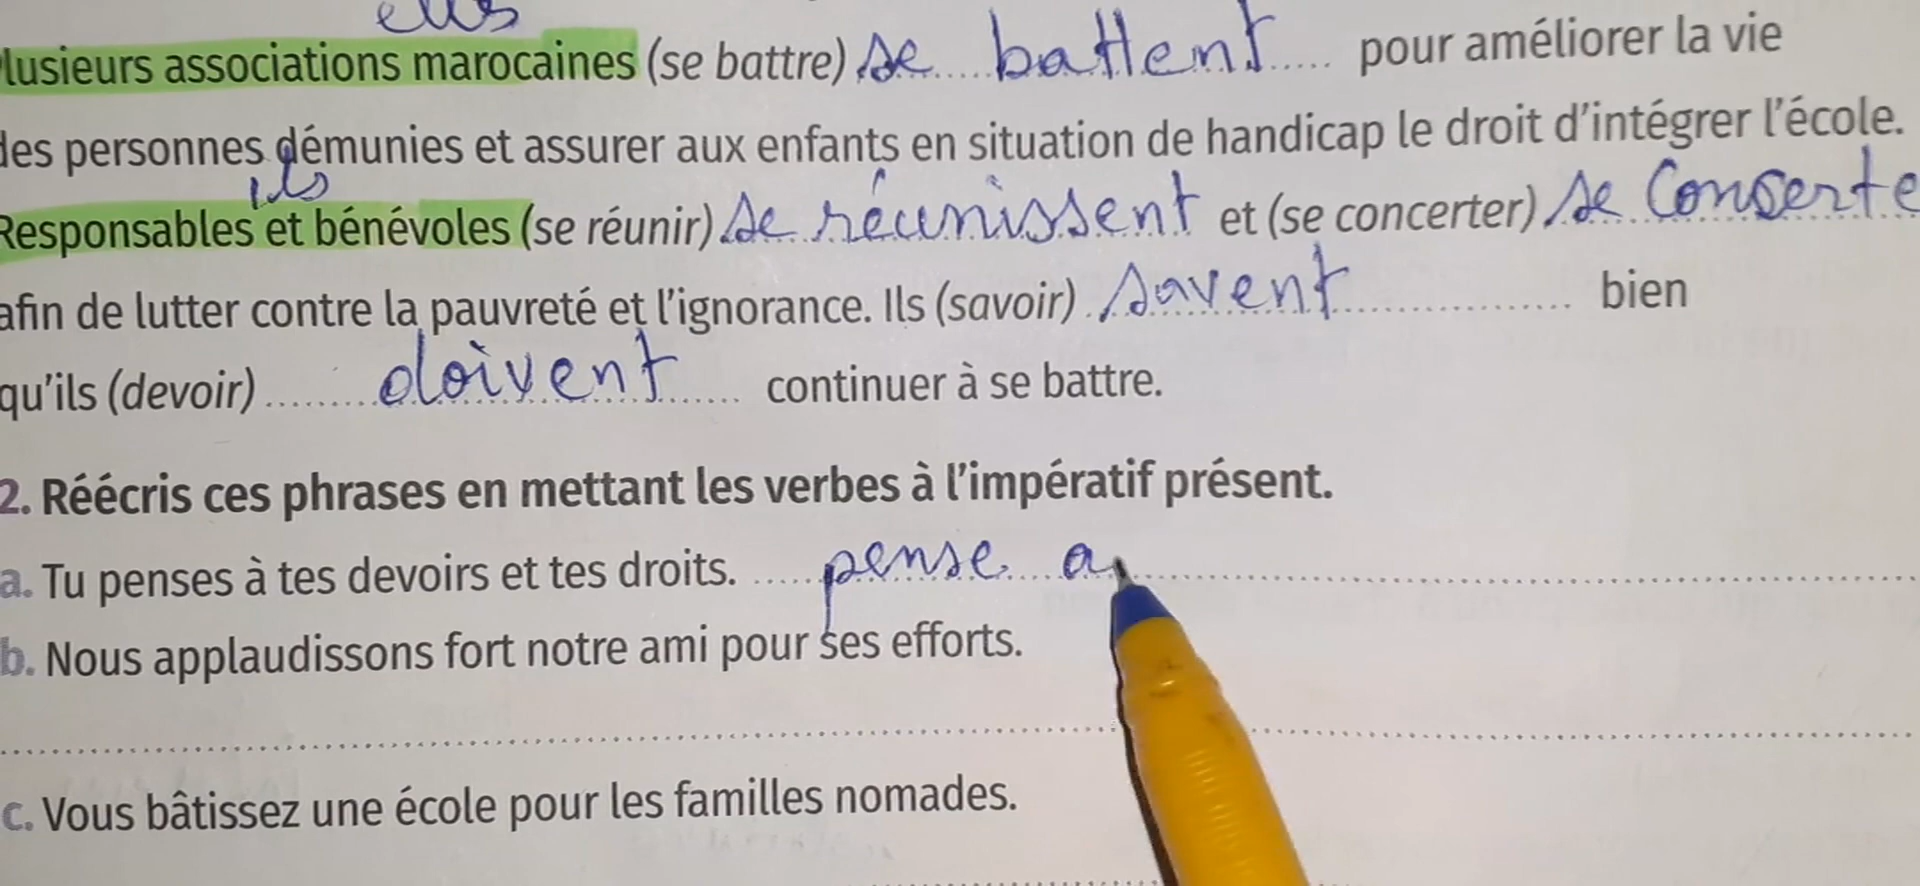 elles
lusieurs associations marocaines (se battre) se battent pour améliorer la vie
des personnes démunies et assurer aux enfants en situation de handicap le droit d'intégrer l'école.
ils
Responsables et bénévoles (se réunir) se réunissent et (se concerter) se Conserte
afin de lutter contre la pauvreté et l'ignorance. Ils (savoir) savent bien
qu'ils (devoir) doivent continuer à se battre.
2. Réécris ces phrases en mettant les verbes à l'impératif présent.
a. Tu penses à tes devoirs et tes droits. pense a
b. Nous applaudissons fort notre ami pour ses efforts.
c. Vous bâtissez une école pour les familles nomades.